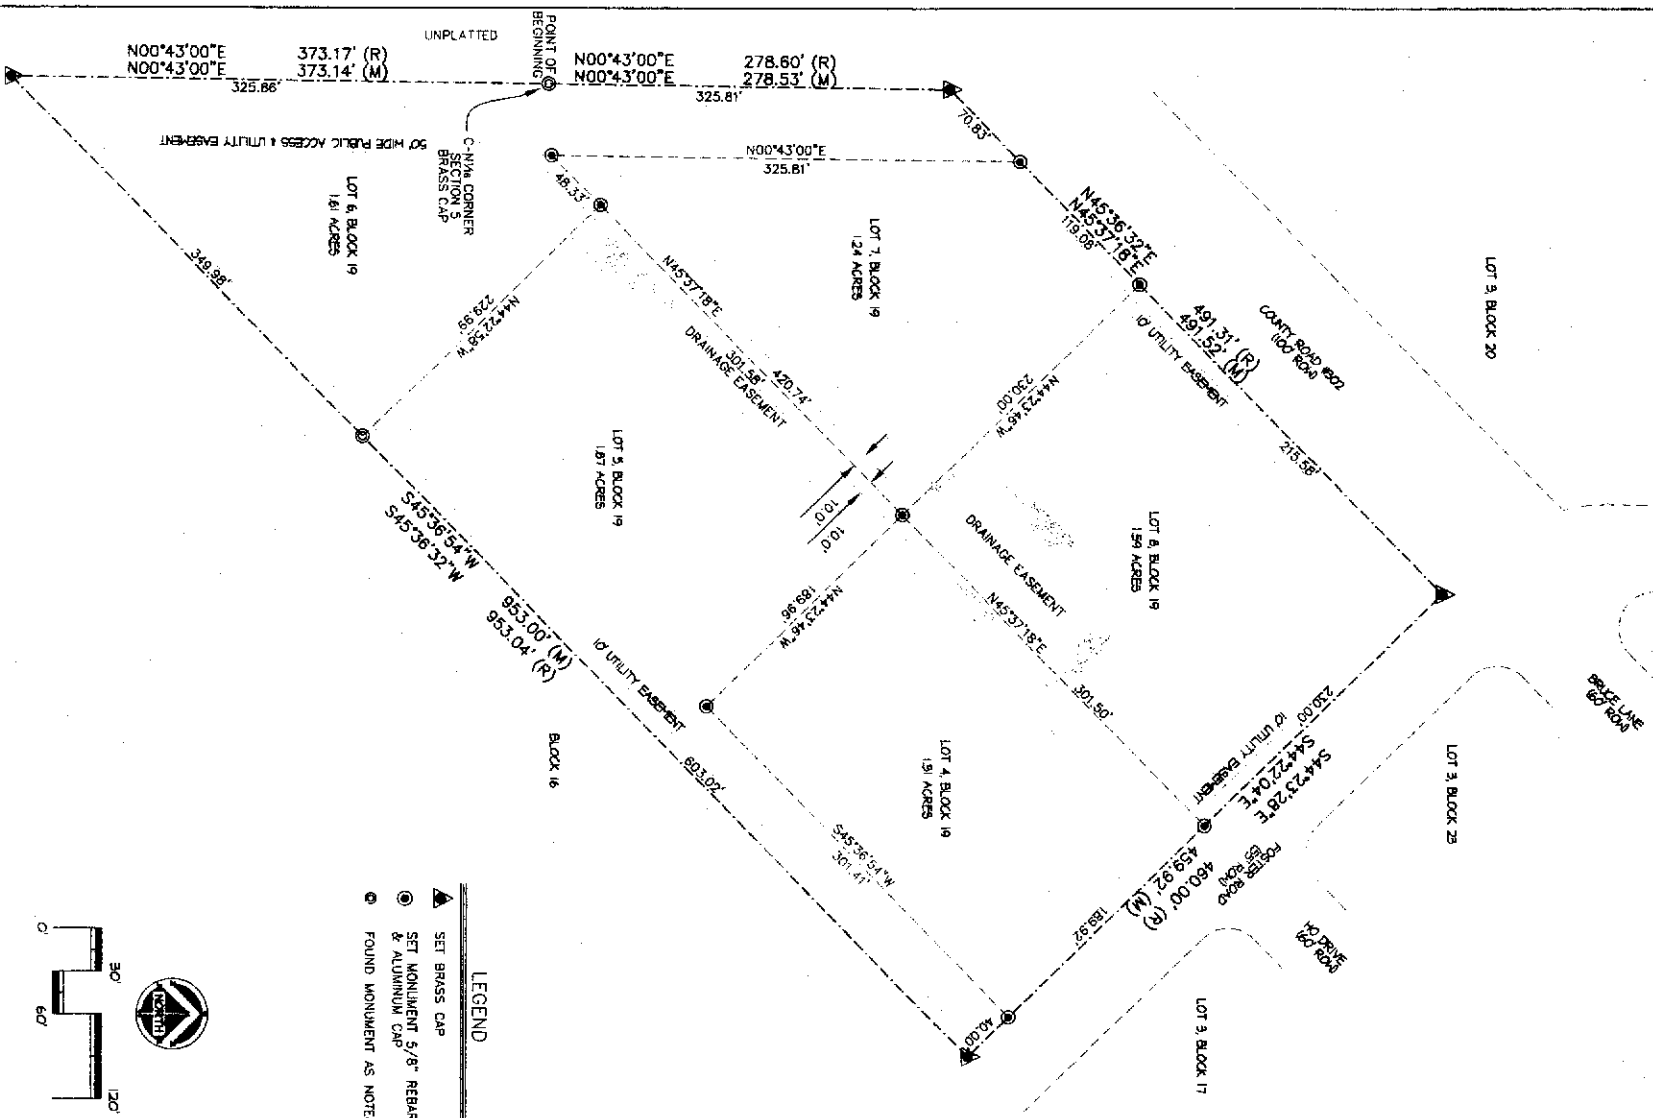 UNPLATTED
POINT OF
BEGINNING
N00°43'00"E 373.17' (R)
N00°43'00"E 373.14' (M)
325.86'
N00°43'00"E 278.60' (R)
N00°43'00"E 278.53' (M)
325.81'
70.83'
50' WIDE PUBLIC ACCESS & UTILITY EASEMENT
C-N1/16 CORNER
SECTION 5
BRASS CAP
N00°43'00"E
325.81'
48.33'
LOT 6, BLOCK 19
1.61 ACRES
LOT 7, BLOCK 19
1.24 ACRES
N45°36'32"E
N45°37'18"E
119.08'
491.31' (R)
491.52' (M)
10' UTILITY EASEMENT
COUNTY ROAD #502
(100' ROW)
LOT 3, BLOCK 20
349.98'
N44°22'58"W
229.99'
N45°37'18"E
301.58'
420.74'
DRAINAGE EASEMENT
N44°23'46"W
230.00'
215.58'
LOT 5, BLOCK 19
1.87 ACRES
10.0'
10.0'
DRAINAGE EASEMENT
LOT 8, BLOCK 19
1.59 ACRES
S45°36'54"W
S45°36'32"W
953.00' (M)
953.04' (R)
10' UTILITY EASEMENT
N44°23'46"W
189.96'
N45°37'18"E
301.50'
230.00'
10' UTILITY EASEMENT
S44°23'28"E
S44°22'04"E
BRUCE LANE
(60' ROW)
LOT 3, BLOCK 23
BLOCK 16
603.02'
LOT 4, BLOCK 19
1.51 ACRES
S45°36'54"W
301.41'
460.00' (R)
459.92' (M)
189.92'
FOSTER ROAD
HO DRIVE
(60' ROW)
40.00'
LOT 3, BLOCK 17
LEGEND
SET BRASS CAP
SET MONUMENT 5/8" REBAR
& ALUMINUM CAP
FOUND MONUMENT AS
NORTH
0' 30' 60' 120'